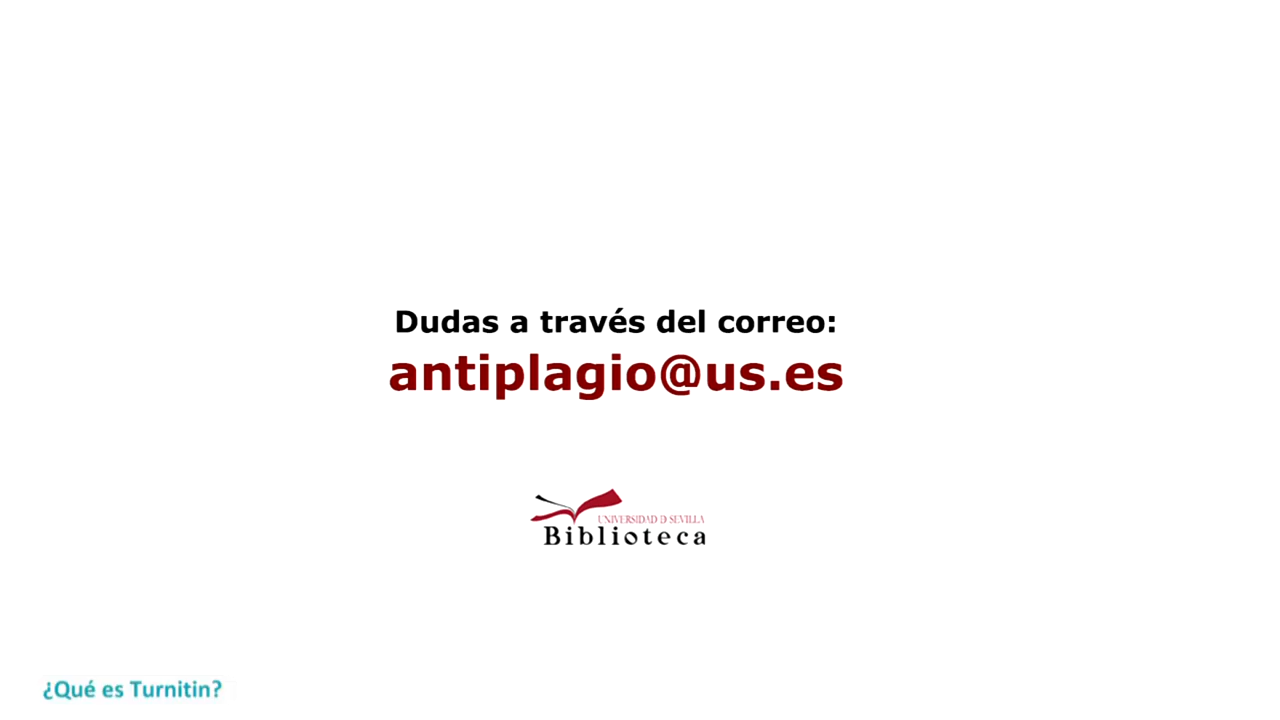 Dudas a través del correo:
antiplagio@us.es
UNIVERSIDAD D SEVILLA
Biblioteca
¿Qué es Turnitin?